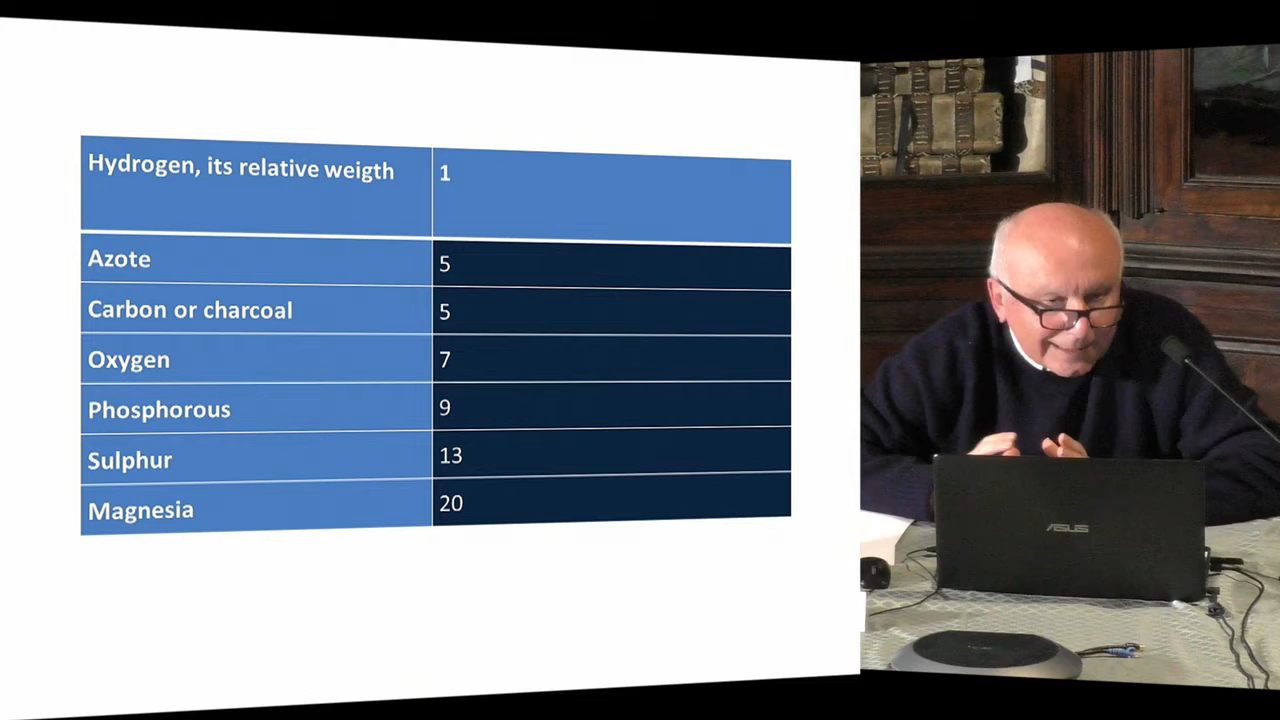 Hydrogen, its relative weigth 1
Azote 5
Carbon or charcoal 5
Oxygen 7
Phosphorous 9
Sulphur 13
Magnesia 20
ASUS